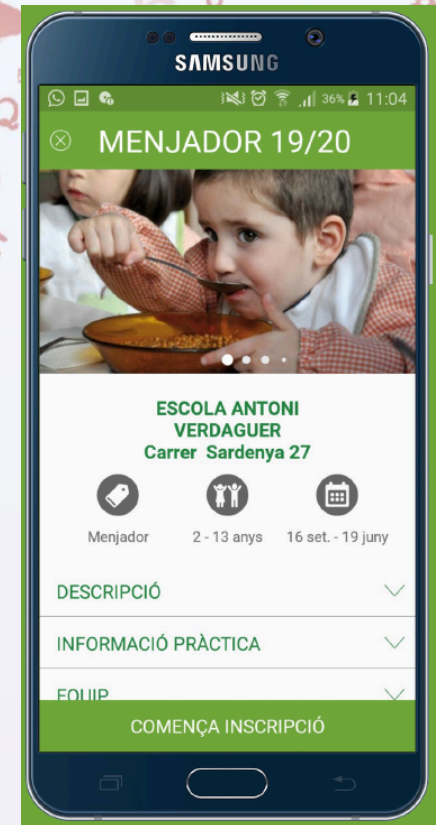 SAMSUNG
36% 11:04
MENJADOR 19/20
ESCOLA ANTONI
VERDAGUER
Carrer Sardenya 27
Menjador 2 - 13 anys 16 set. - 19 juny
DESCRIPCIÓ
INFORMACIÓ PRÀCTICA
EQUIP
COMENÇA INSCRIPCIÓ